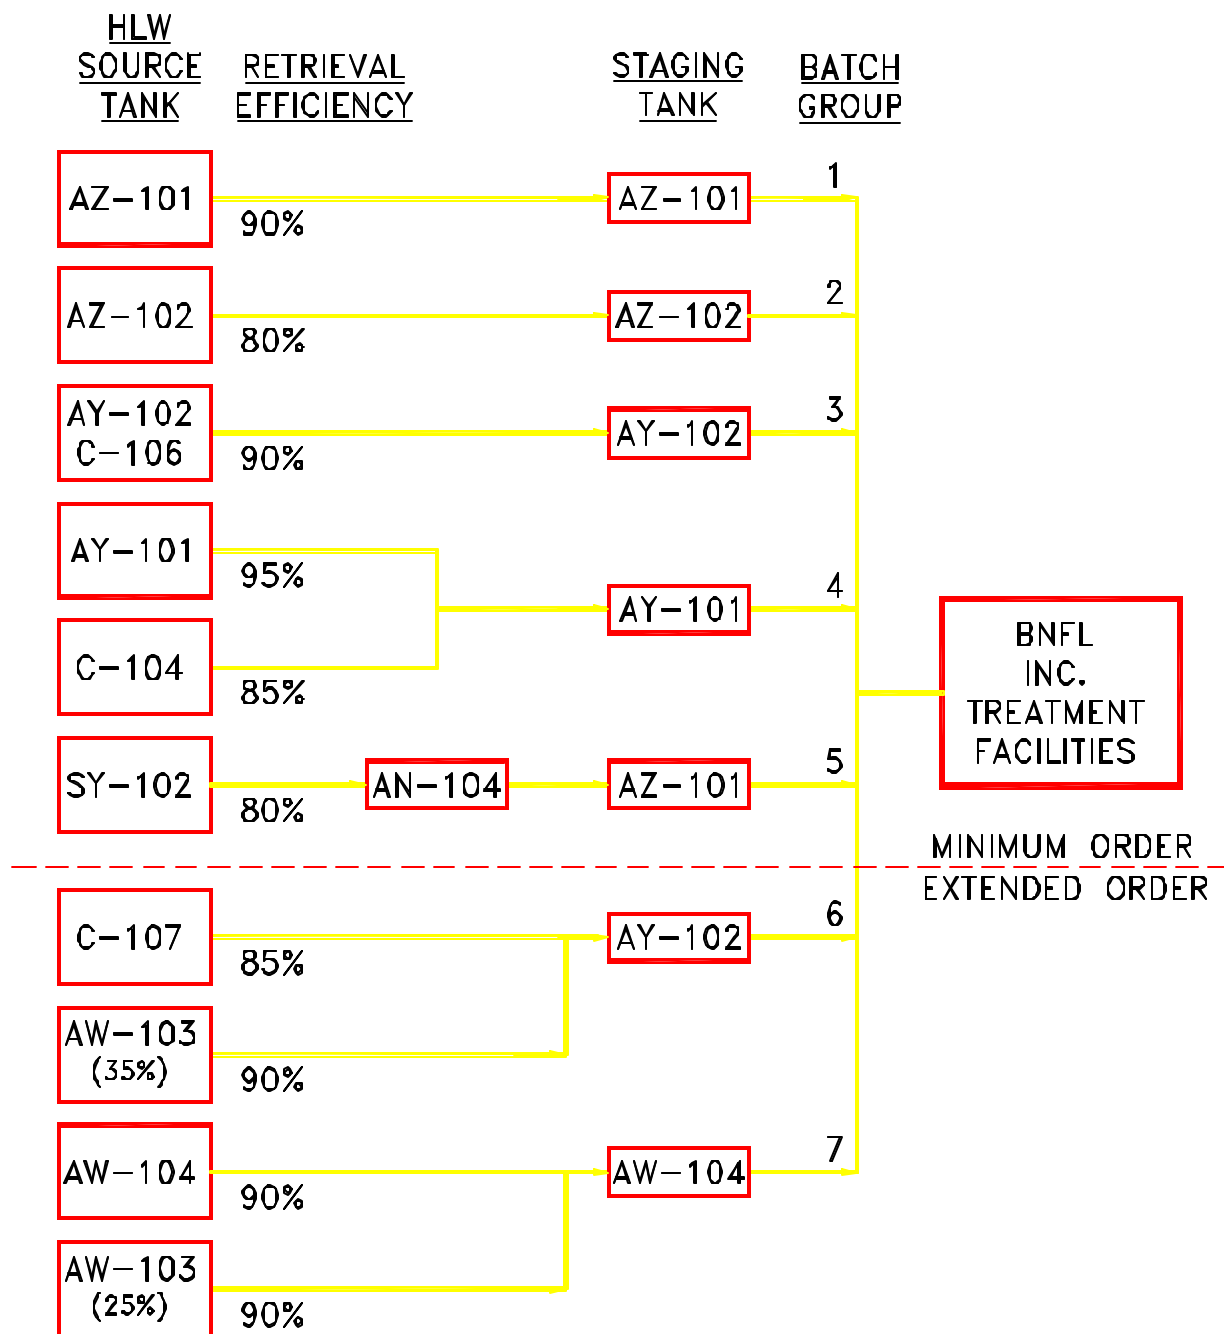 HLW
SOURCE
TANK
RETRIEVAL
EFFICIENCY
STAGING
TANK
BATCH
GROUP
AZ-101
90%
AZ-101
1
AZ-102
80%
AZ-102
2
AY-102
C-106
90%
AY-102
3
AY-101
95%
C-104
85%
AY-101
4
SY-102
80%
AN-104
AZ-101
5
BNFL
INC.
TREATMENT
FACILITIES
MINIMUM ORDER
EXTENDED ORDER
C-107
85%
AY-102
6
AW-103
(35%)
90%
AW-104
90%
AW-104
7
AW-103
(25%)
90%